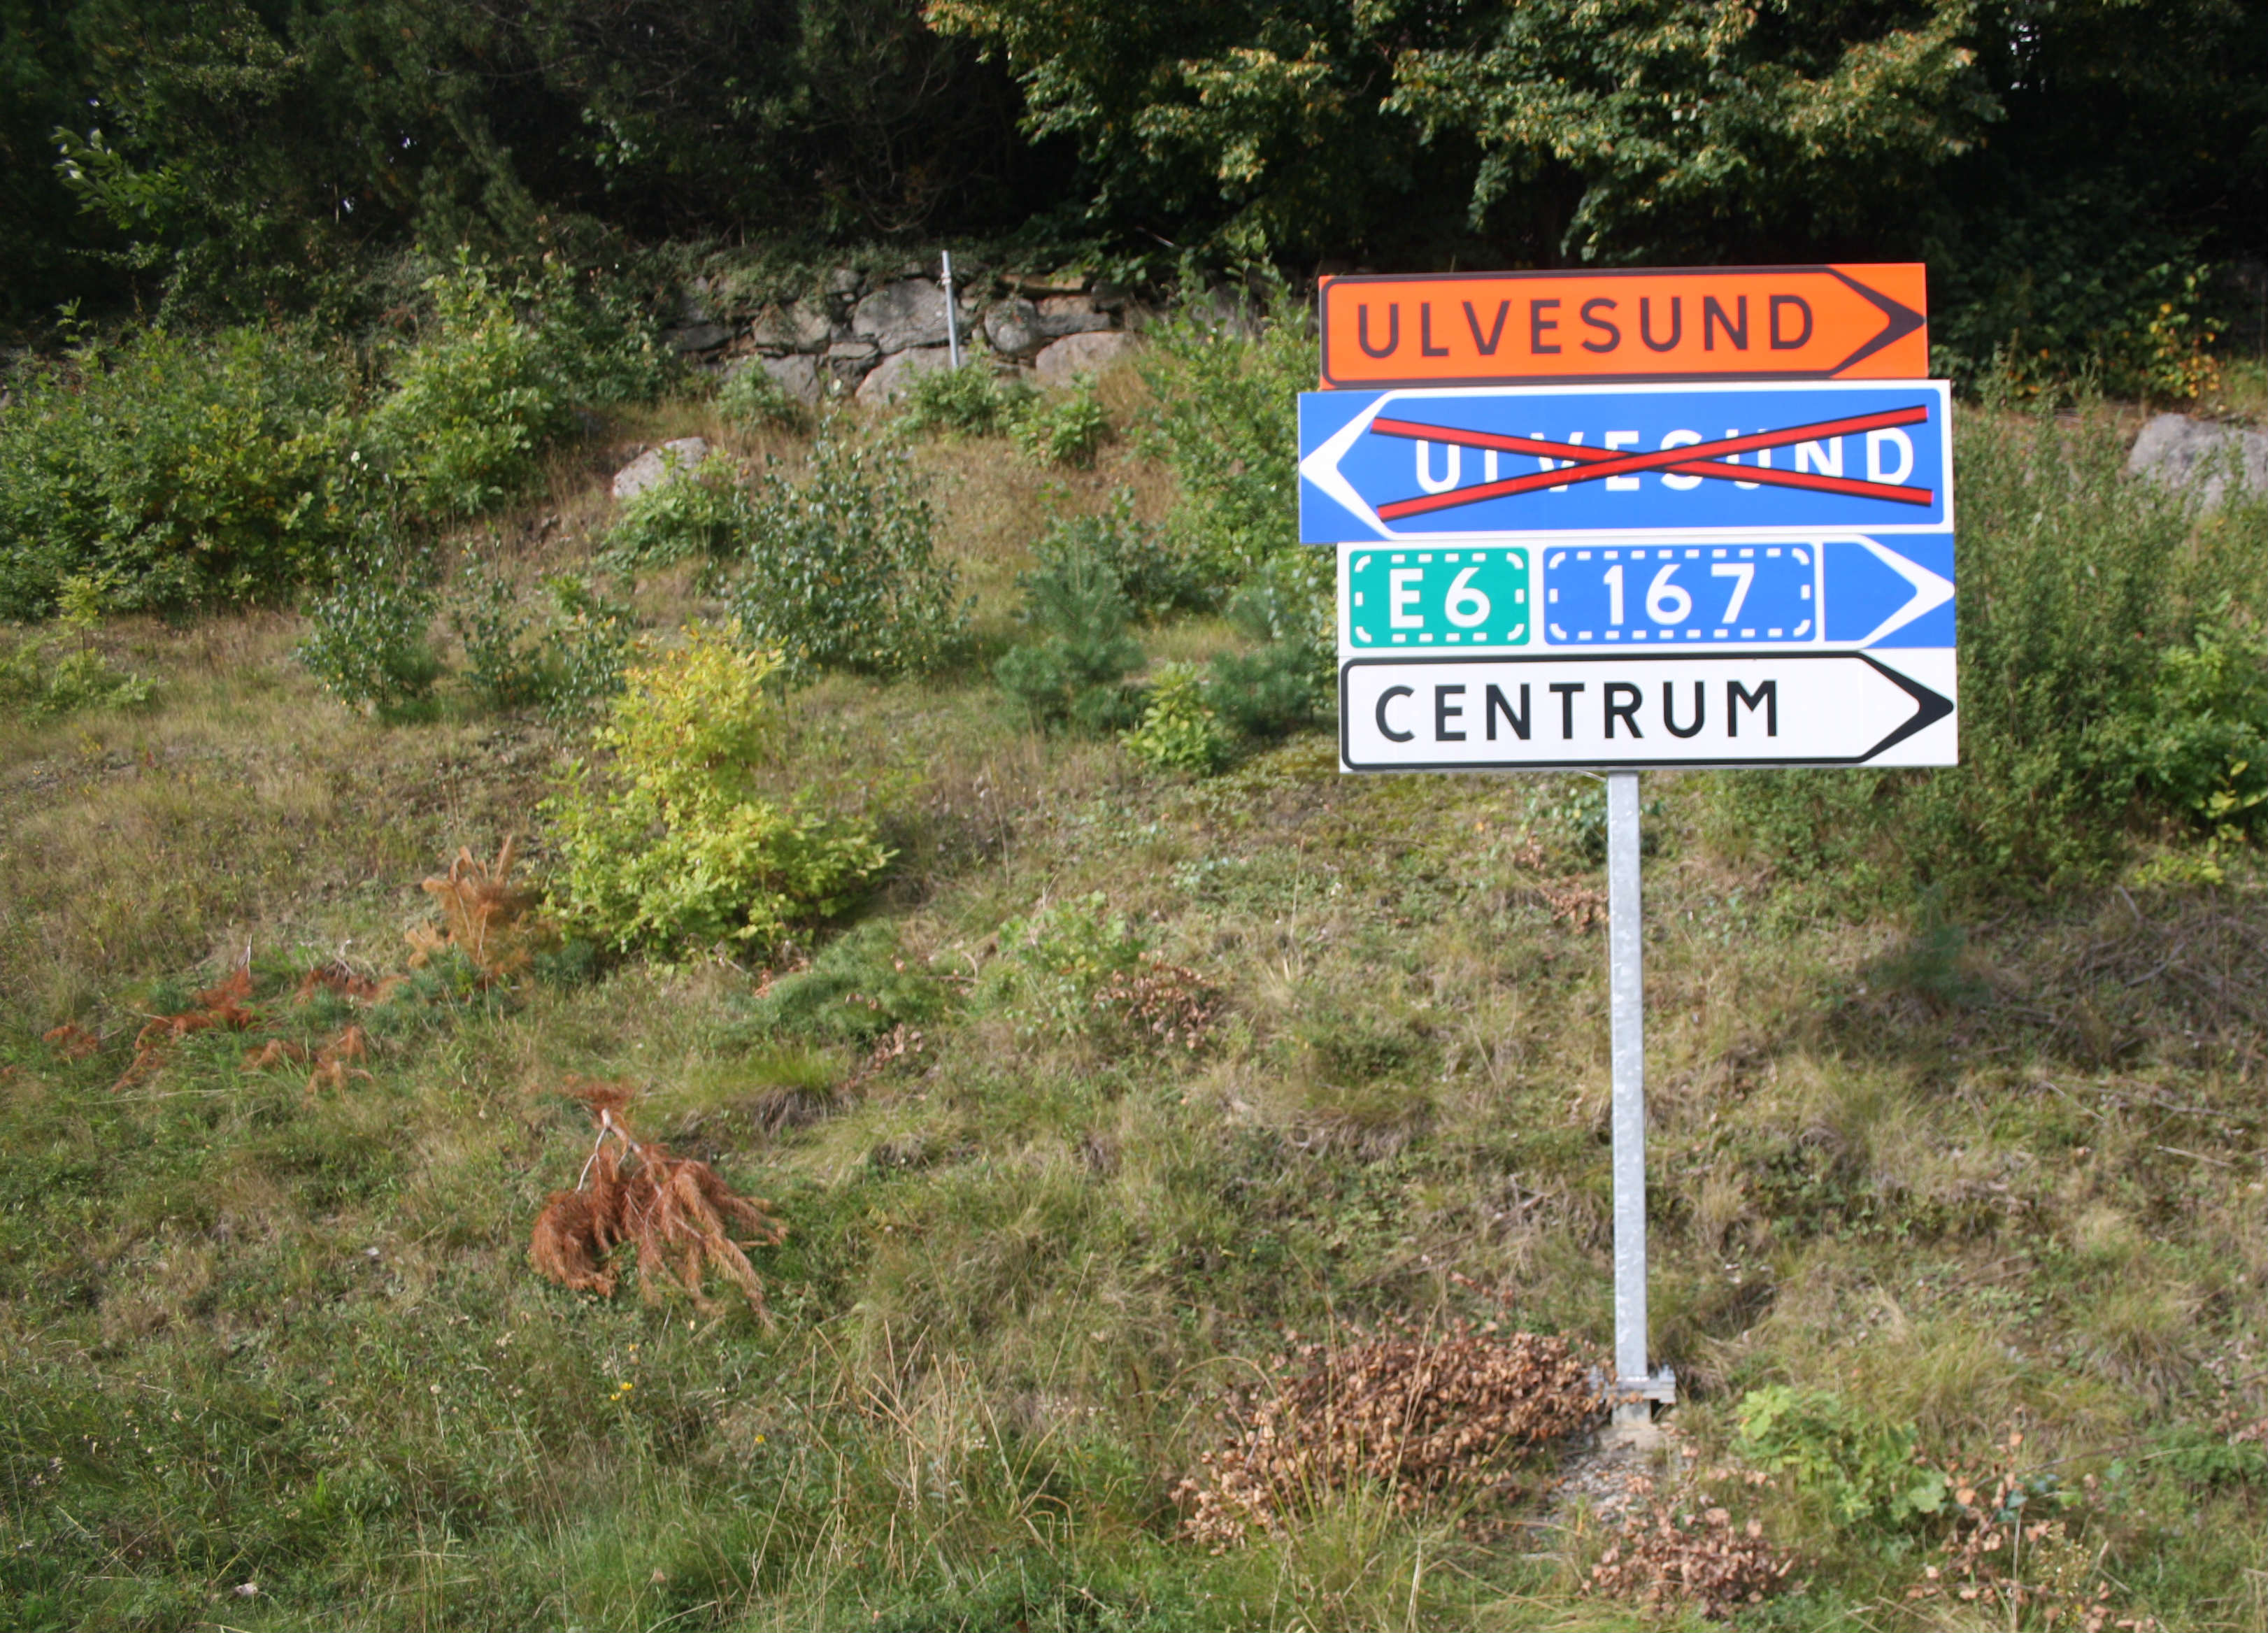 ULVESUND
ULVESUND
E6 167
CENTRUM